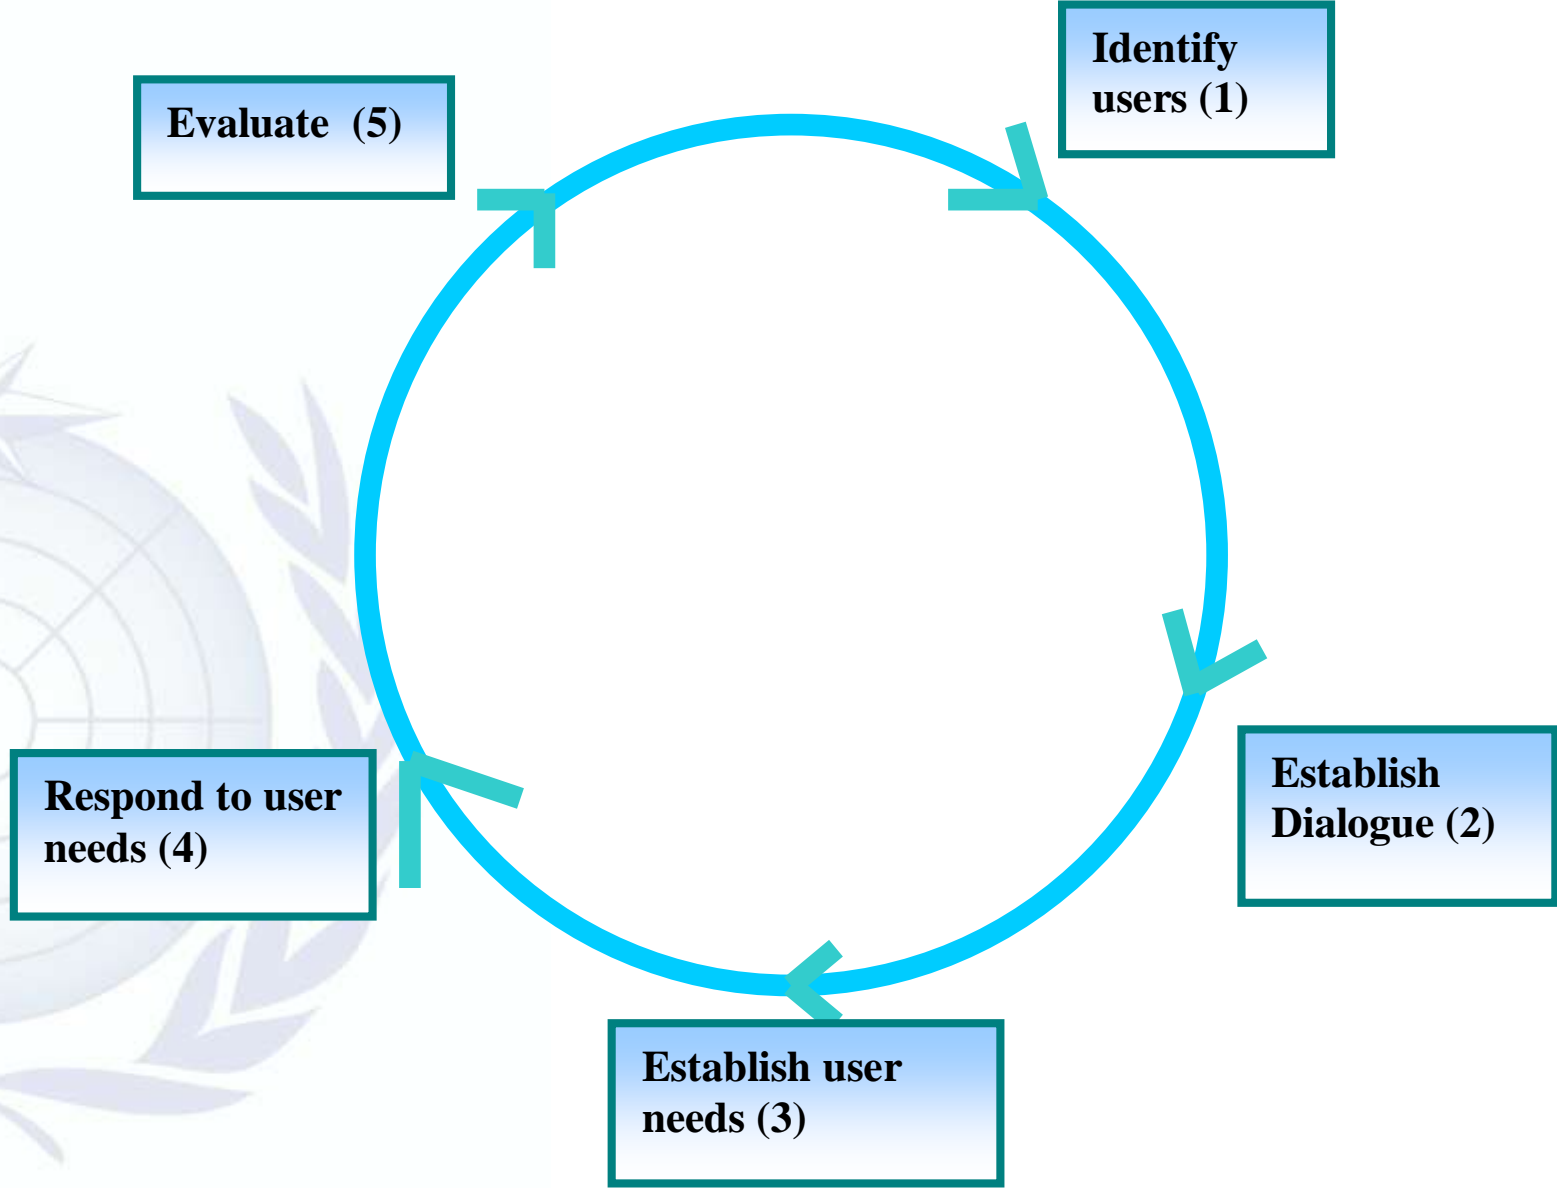 Identify
users (1)
Establish
Dialogue (2)
Establish user
needs (3)
Respond to user
needs (4)
Evaluate  (5)